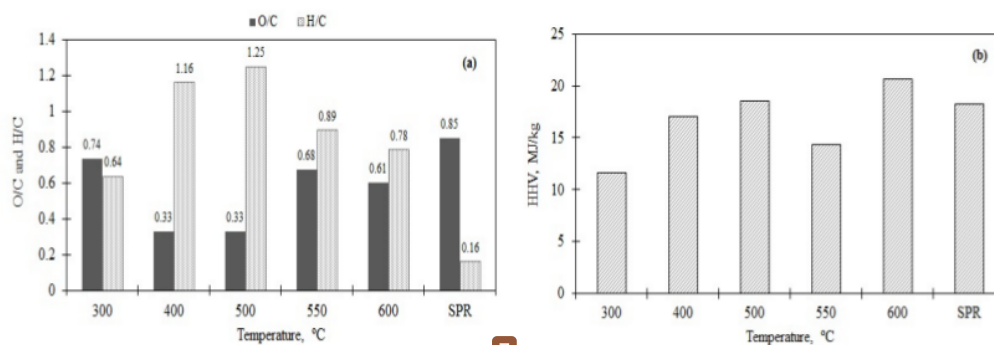 O/C H/C
(a)
O/C and H/C
1.4
1.2
1
0.8
0.6
0.4
0.2
0
0.74
0.64
0.33
1.16
0.33
1.25
0.68
0.89
0.61
0.78
0.85
0.16
300 400 500 550 600 SPR
Temperature, ºC
(b)
HHV, MJ/kg
25
20
15
10
5
0
300 400 500 550 600 SPR
Temperature, ºC